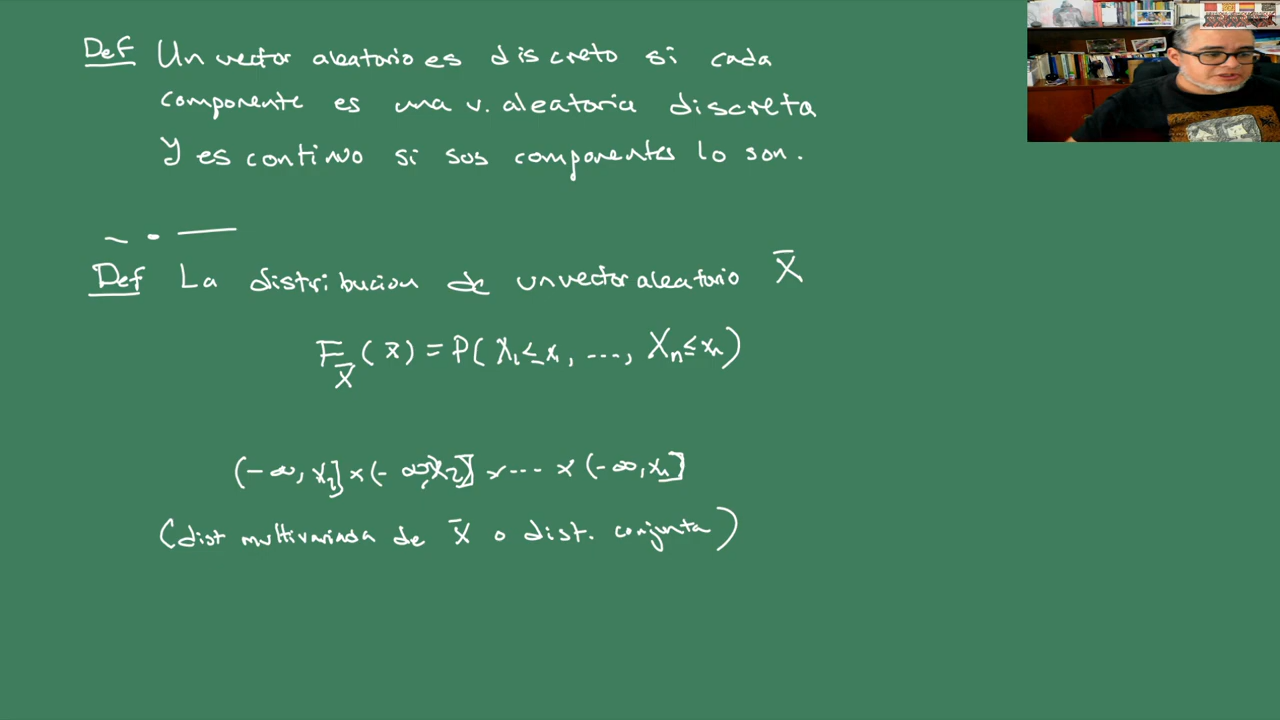 Def Un vector aleatorio es discreto si cada
componente es una v. aleatoria discreta
Y es continuo si sus componentes lo son.
Def La distribucion de un vector aleatorio X̄
F_X̄(x̄) = P(X₁≤x₁, ..., Xₙ≤xₙ)
(-∞, x₂] × (-∞, x₂] × ... × (-∞, xₙ]
(dist multivariada de X̄ o dist. conjunta)